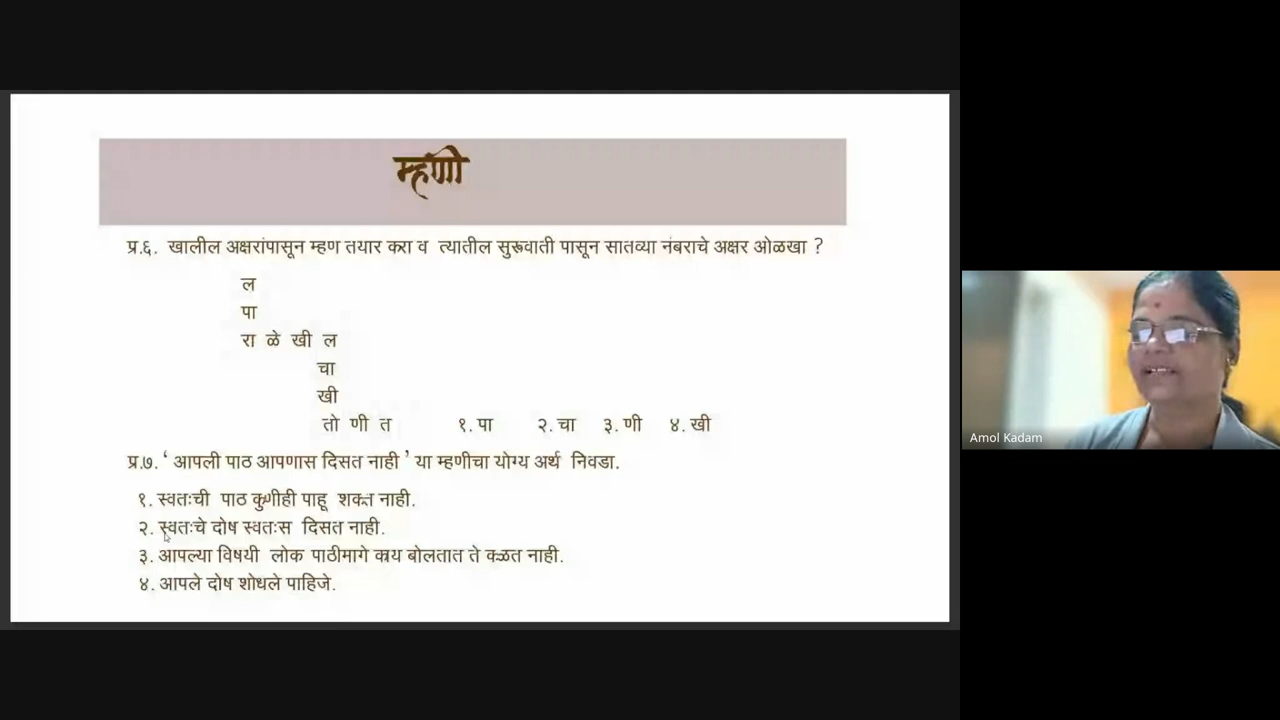 म्हणी
प्र.६. खालील अक्षरांपासून म्हण तयार करा व त्यातील सुरूवाती पासून सातव्या नंबराचे अक्षर ओळखा ?
ल
पा
रा ळे खी ल
चा
खी
तो णी त १. पा २. चा ३. णी ४. खी
प्र.७. ‘ आपली पाठ आपणास दिसत नाही ’ या म्हणीचा योग्य अर्थ निवडा.
१. स्वतःची पाठ कुणीही पाहू शकत नाही.
२. स्वतःचे दोष स्वतःस दिसत नाही.
३. आपल्या विषयी लोक पाठीमागे काय बोलतात ते कळत नाही.
४. आपले दोष शोधले पाहिजे.
Amol Kadam